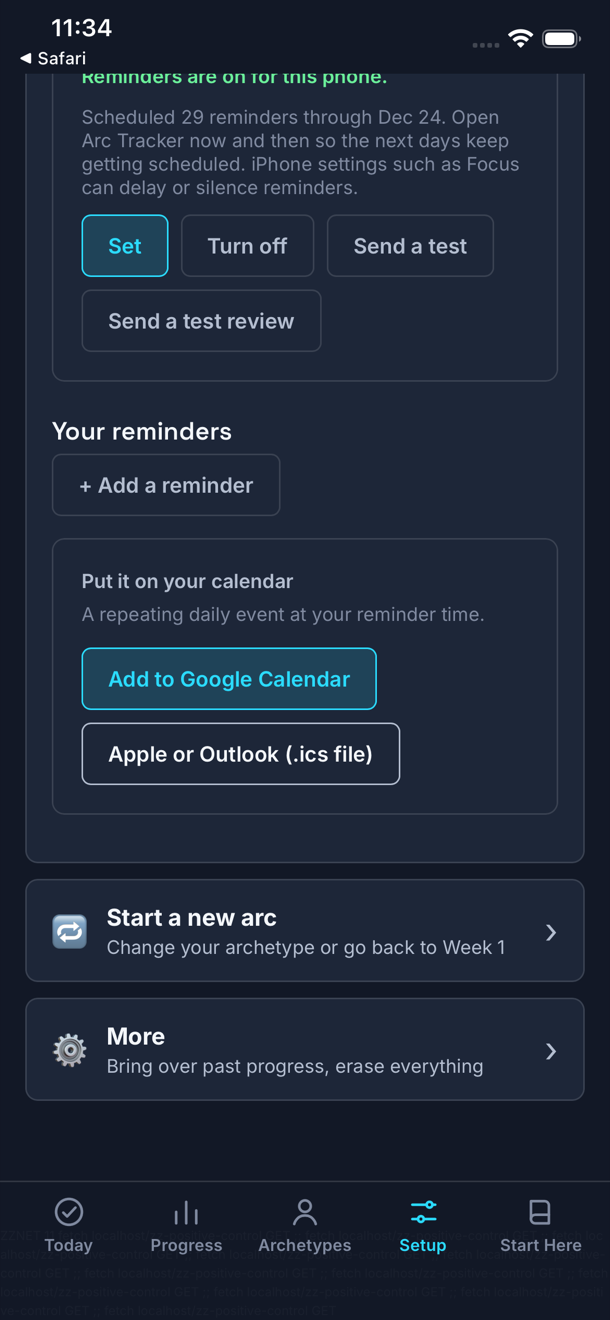 11:34
◀ Safari
Reminders are on for this phone.
Scheduled 29 reminders through Dec 24. Open
Arc Tracker now and then so the next days keep
getting scheduled. iPhone settings such as Focus
can delay or silence reminders.
Set
Turn off
Send a test
Send a test review
Your reminders
+ Add a reminder
Put it on your calendar
A repeating daily event at your reminder time.
Add to Google Calendar
Apple or Outlook (.ics file)
Start a new arc
Change your archetype or go back to Week 1
More
Bring over past progress, erase everything
Today
Progress
Archetypes
Setup
Start Here